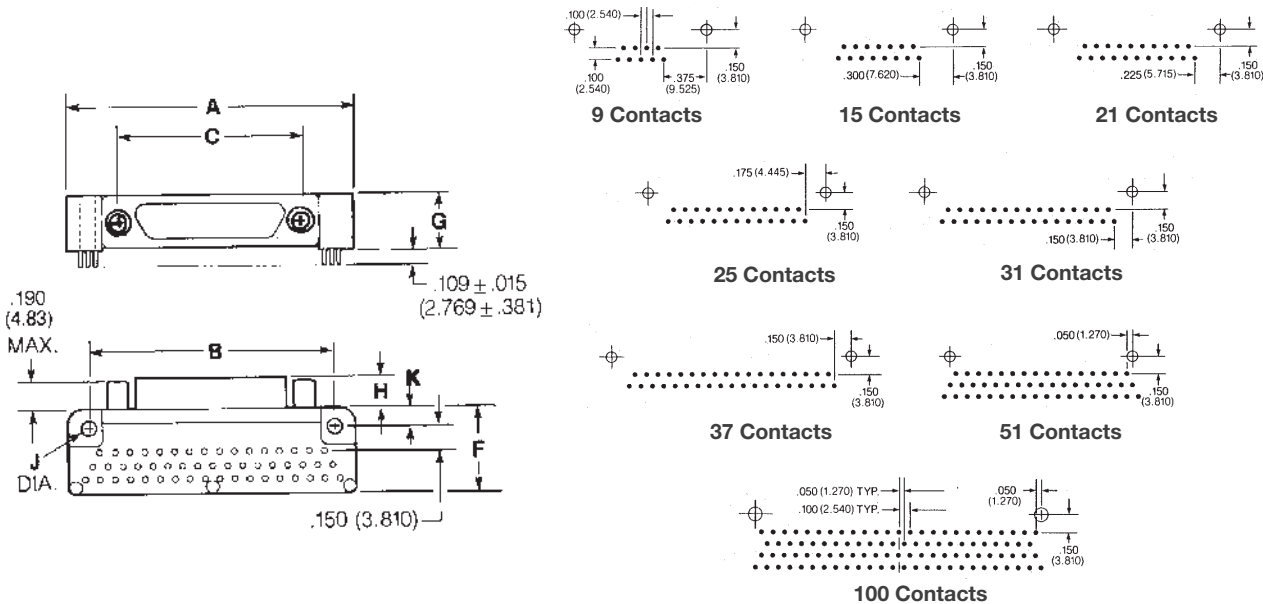 A
C
G
.109 ± .015
(2.769 ± .381)
.190
(4.83)
MAX.
B
H
K
F
J
DIA.
.150 (3.810)
.100 (2.540)
.100
(2.540)
.375
(9.525)
.150
(3.810)
9 Contacts
.300 (7.620)
.150
(3.810)
15 Contacts
.225 (5.715)
.150
(3.810)
21 Contacts
.175 (4.445)
.150
(3.810)
25 Contacts
.150 (3.810)
.150
(3.810)
31 Contacts
.150 (3.810)
.150
(3.810)
37 Contacts
.050 (1.270)
.150
(3.810)
51 Contacts
.050 (1.270) TYP.
.100 (2.540) TYP.
.050
(1.270)
.150
(3.810)
100 Contacts